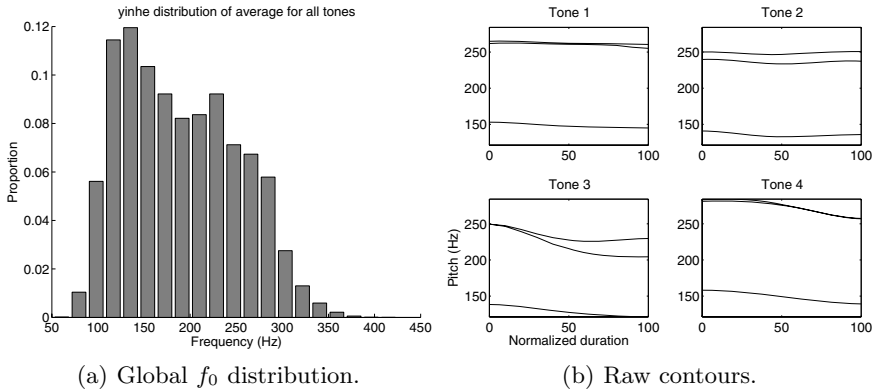 yinhe distribution of average for all tones
0.12
0.1
0.08
0.06
0.04
0.02
0
Proportion
50 100 150 200 250 300 350 400 450
Frequency (Hz)
(a) Global f0 distribution.
Tone 1
250
200
150
0 50 100
Tone 2
250
200
150
0 50 100
Tone 3
250
200
150
0 50 100
Pitch (Hz)
Normalized duration
Tone 4
250
200
150
0 50 100
(b) Raw contours.